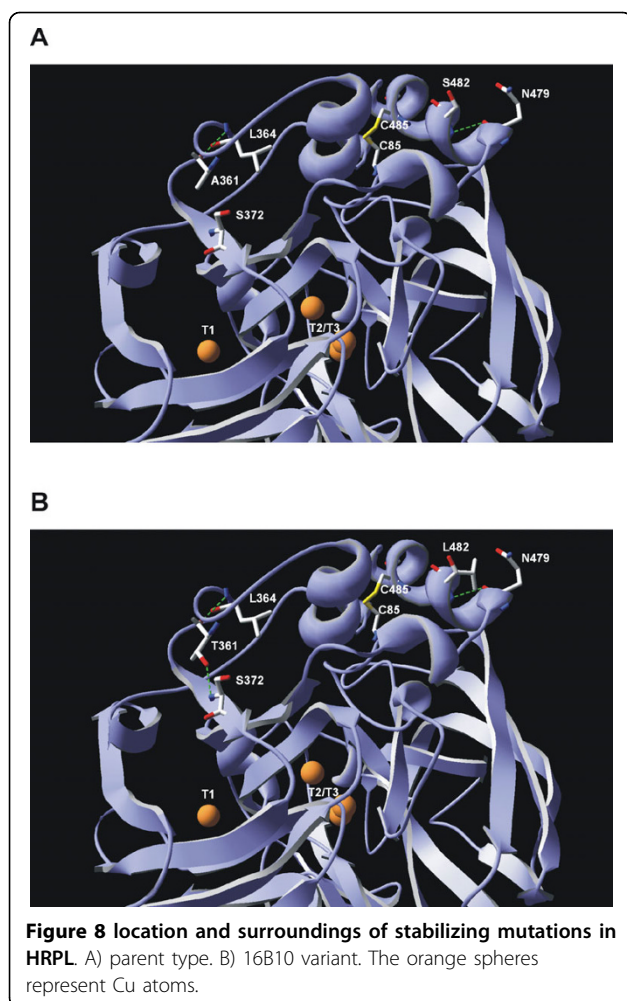 A
S482
N479
L364
C485
C85
A361
S372
T1
T2/T3
B
L482
N479
L364
C485
C85
T361
S372
T1
T2/T3
Figure 8 location and surroundings of stabilizing mutations in
HRPL. A) parent type. B) 16B10 variant. The orange spheres
represent Cu atoms.